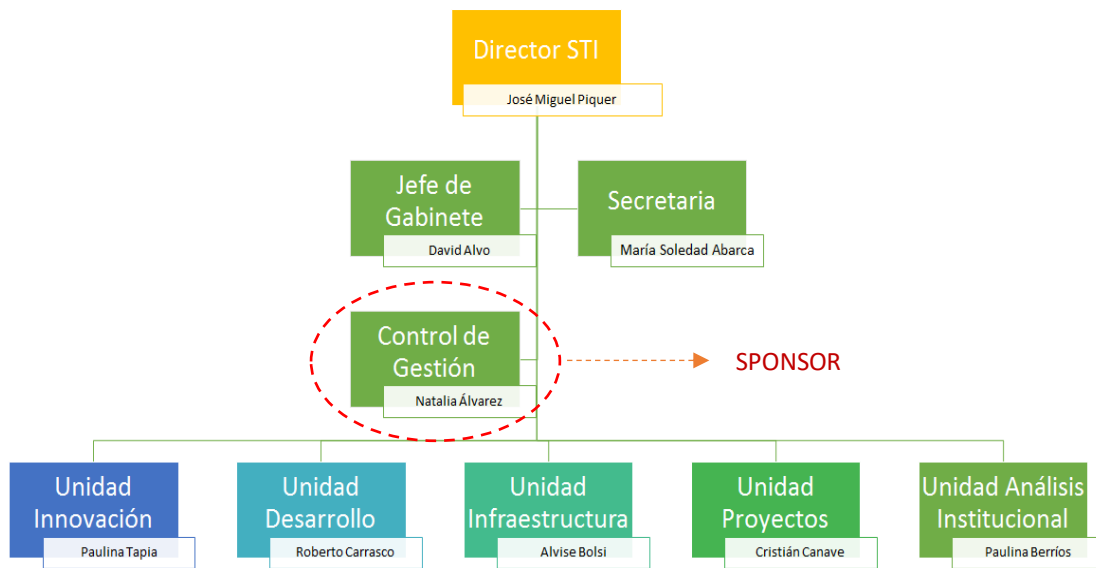 Director STI
José Miguel Piquer
Jefe de
Gabinete
David Alvo
Secretaria
María Soledad Abarca
Control de
Gestión
Natalia Álvarez
SPONSOR
Unidad
Innovación
Paulina Tapia
Unidad
Desarrollo
Roberto Carrasco
Unidad
Infraestructura
Alvise Bolsi
Unidad
Proyectos
Cristián Canave
Unidad Análisis
Institucional
Paulina Berríos